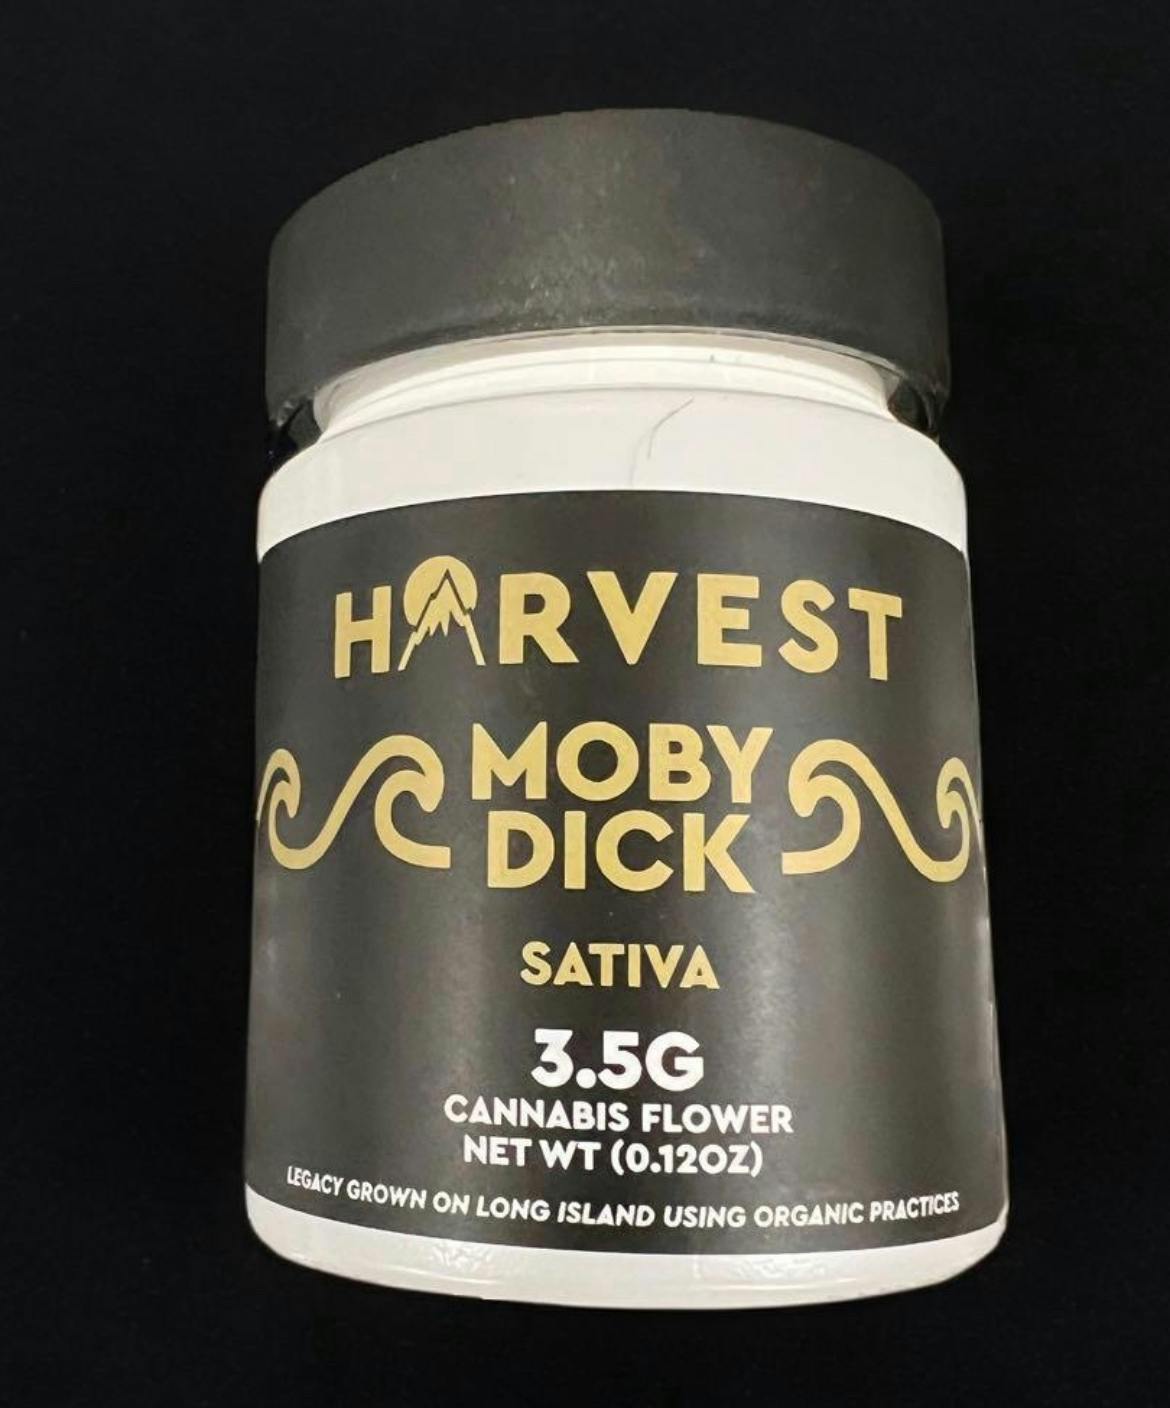 HARVEST
MOBY
DICK
SATIVA
3.5G
CANNABIS FLOWER
NET WT (0.12OZ)
LEGACY GROWN ON LONG ISLAND USING ORGANIC PRACTICES